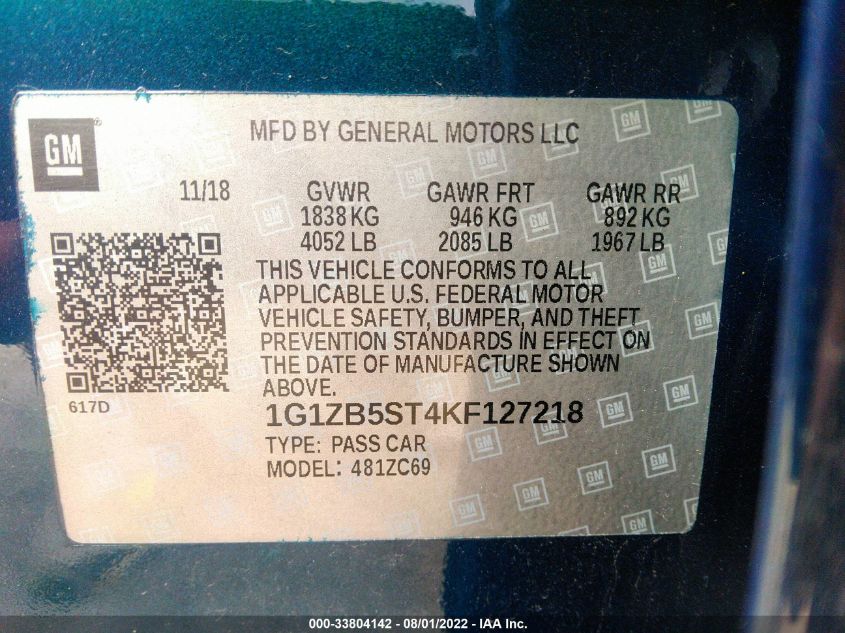 GM
MFD BY GENERAL MOTORS LLC
11/18 GVWR GAWR FRT GAWR RR
1838 KG 946 KG 892 KG
4052 LB 2085 LB 1967 LB
THIS VEHICLE CONFORMS TO ALL
APPLICABLE U.S. FEDERAL MOTOR
VEHICLE SAFETY, BUMPER, AND THEFT
PREVENTION STANDARDS IN EFFECT ON
THE DATE OF MANUFACTURE SHOWN
ABOVE.
617D
1G1ZB5ST4KF127218
TYPE: PASS CAR
MODEL: 481ZC69
000-33804142 - 08/01/2022 - IAA Inc.